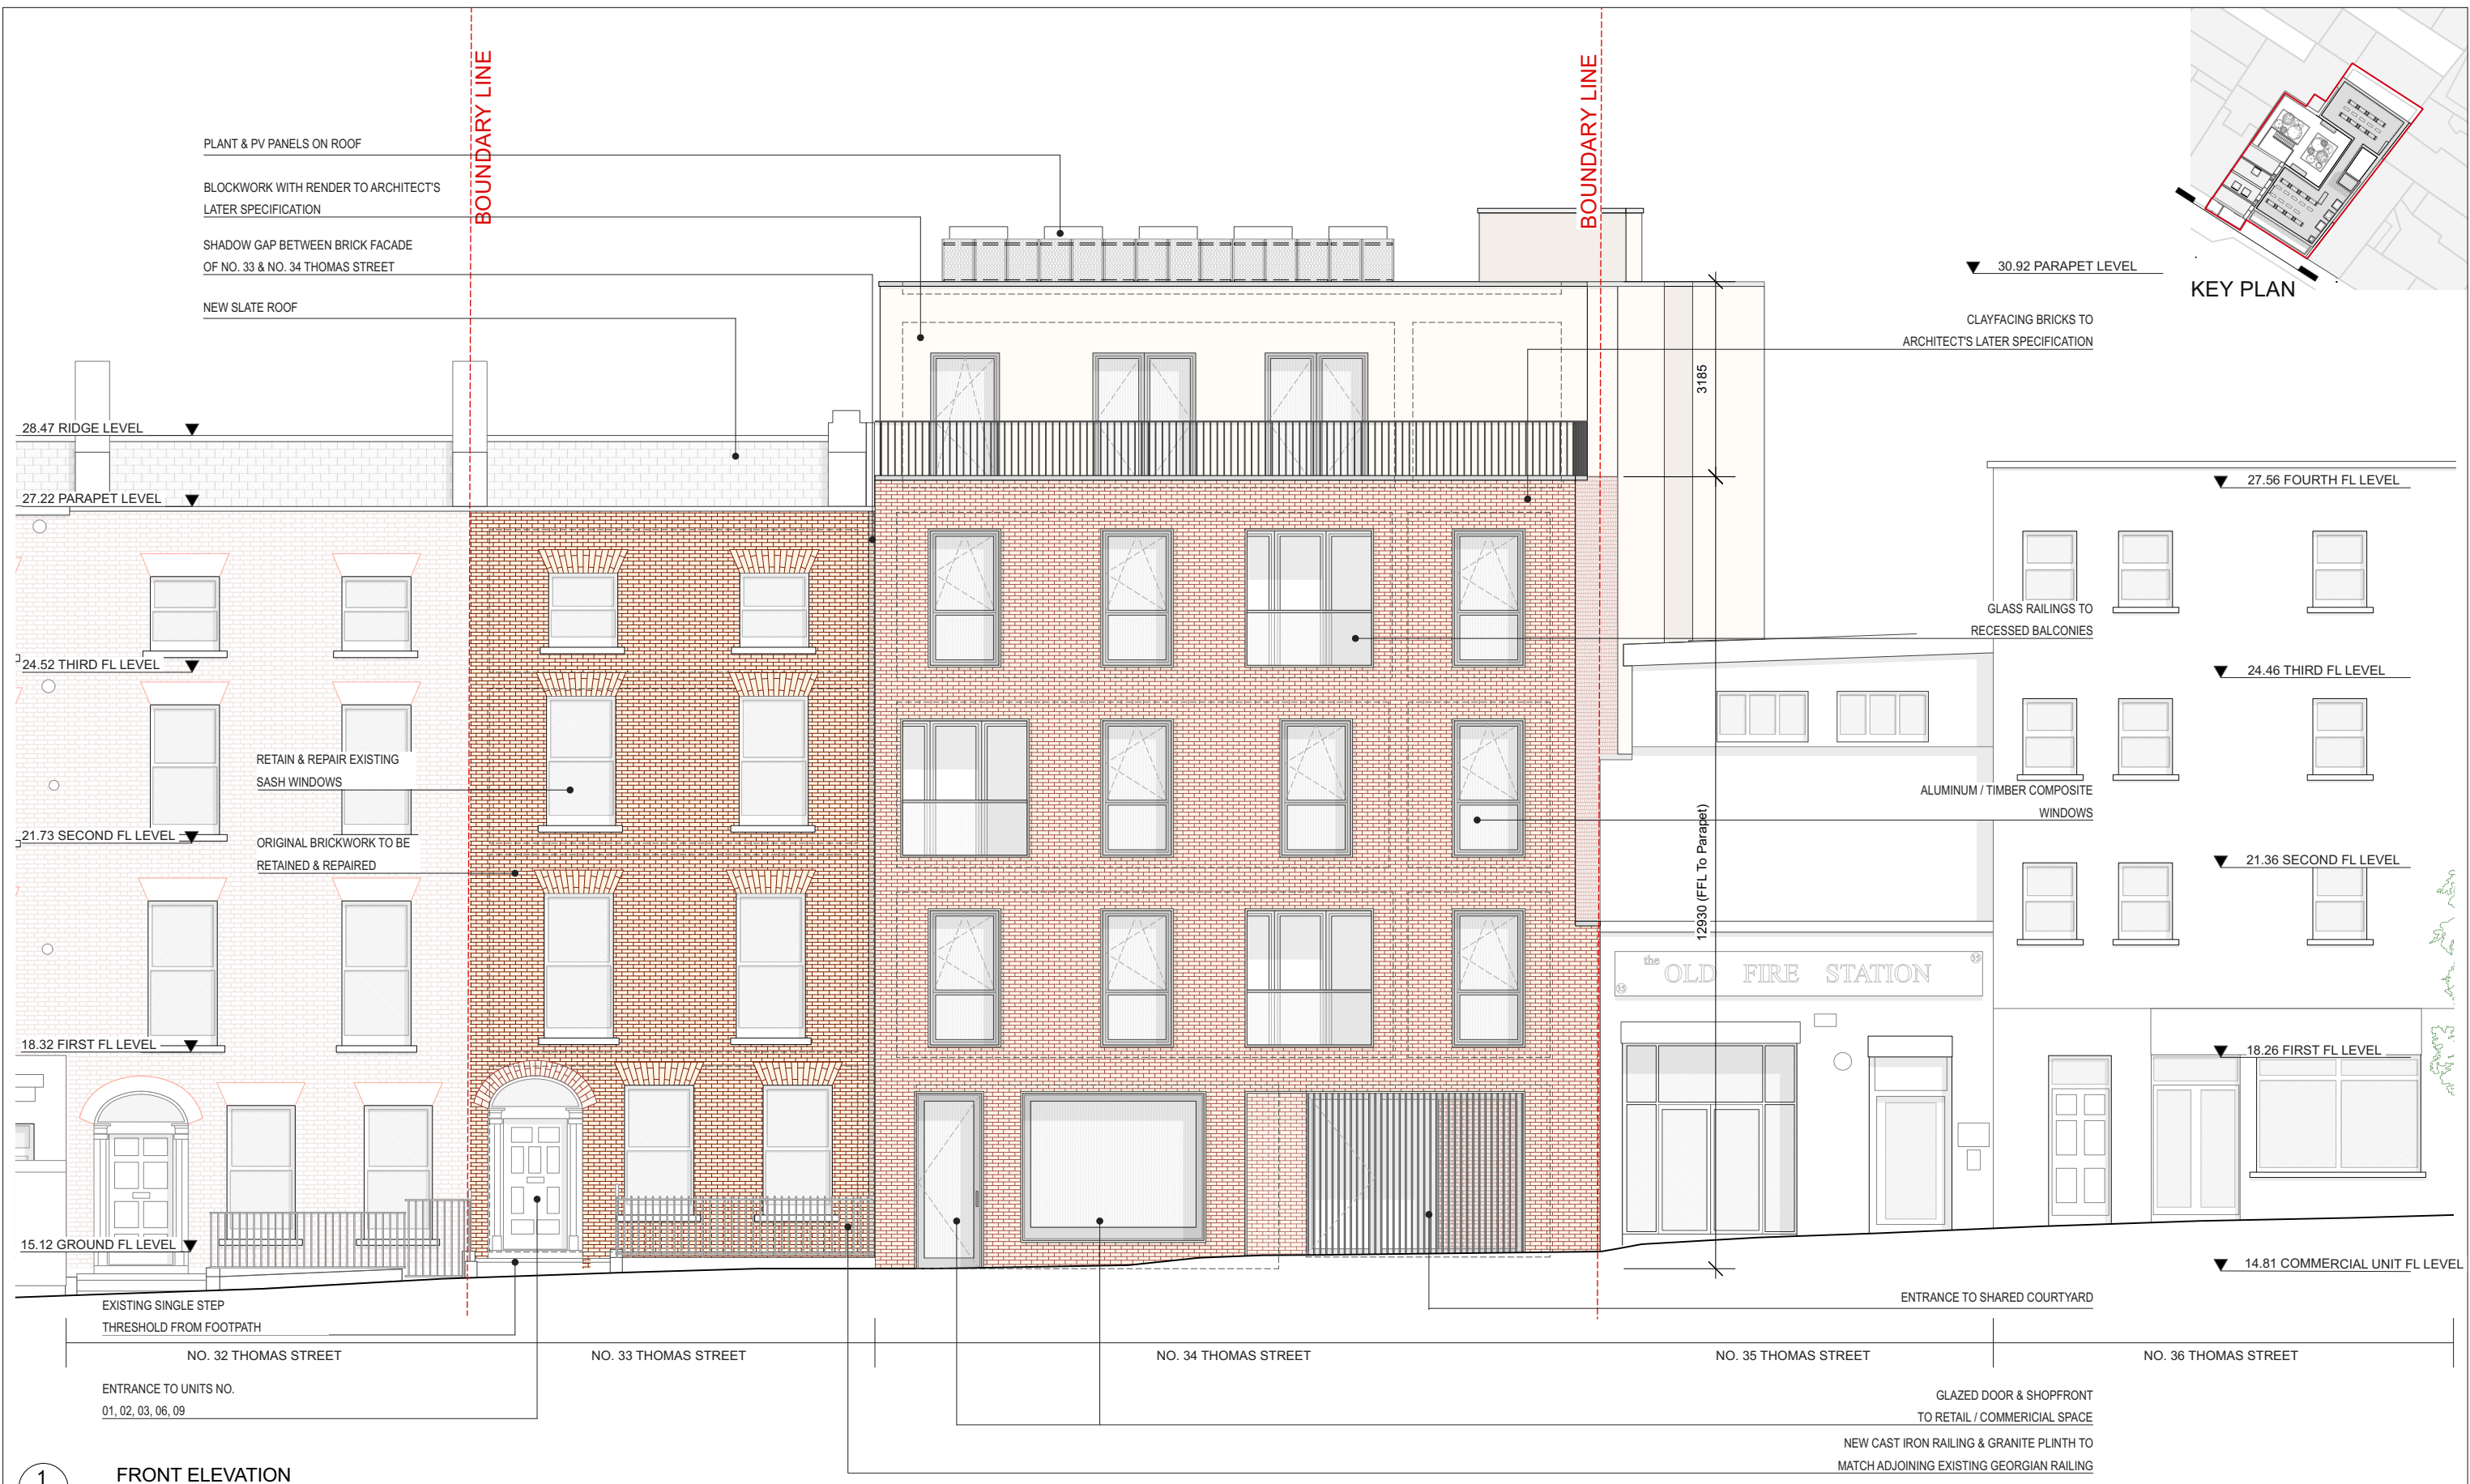 BOUNDARY LINE
BOUNDARY LINE
PLANT & PV PANELS ON ROOF
BLOCKWORK WITH RENDER TO ARCHITECT'S
LATER SPECIFICATION
SHADOW GAP BETWEEN BRICK FACADE
OF NO. 33 & NO. 34 THOMAS STREET
NEW SLATE ROOF
30.92 PARAPET LEVEL
KEY PLAN
CLAYFACING BRICKS TO
ARCHITECT'S LATER SPECIFICATION
3185
28.47 RIDGE LEVEL
27.22 PARAPET LEVEL
27.56 FOURTH FL LEVEL
GLASS RAILINGS TO
RECESSED BALCONIES
24.52 THIRD FL LEVEL
24.46 THIRD FL LEVEL
RETAIN & REPAIR EXISTING
SASH WINDOWS
ALUMINUM / TIMBER COMPOSITE
WINDOWS
21.73 SECOND FL LEVEL
ORIGINAL BRICKWORK TO BE
RETAINED & REPAIRED
21.36 SECOND FL LEVEL
12930 (FFL To Parapet)
the OLD FIRE STATION
35
35
18.32 FIRST FL LEVEL
18.26 FIRST FL LEVEL
15.12 GROUND FL LEVEL
14.81 COMMERCIAL UNIT FL LEVEL
EXISTING SINGLE STEP
THRESHOLD FROM FOOTPATH
ENTRANCE TO SHARED COURTYARD
NO. 32 THOMAS STREET
NO. 33 THOMAS STREET
NO. 34 THOMAS STREET
NO. 35 THOMAS STREET
NO. 36 THOMAS STREET
ENTRANCE TO UNITS NO.
01, 02, 03, 06, 09
GLAZED DOOR & SHOPFRONT
TO RETAIL / COMMERICIAL SPACE
NEW CAST IRON RAILING & GRANITE PLINTH TO
MATCH ADJOINING EXISTING GEORGIAN RAILING
1
FRONT ELEVATION